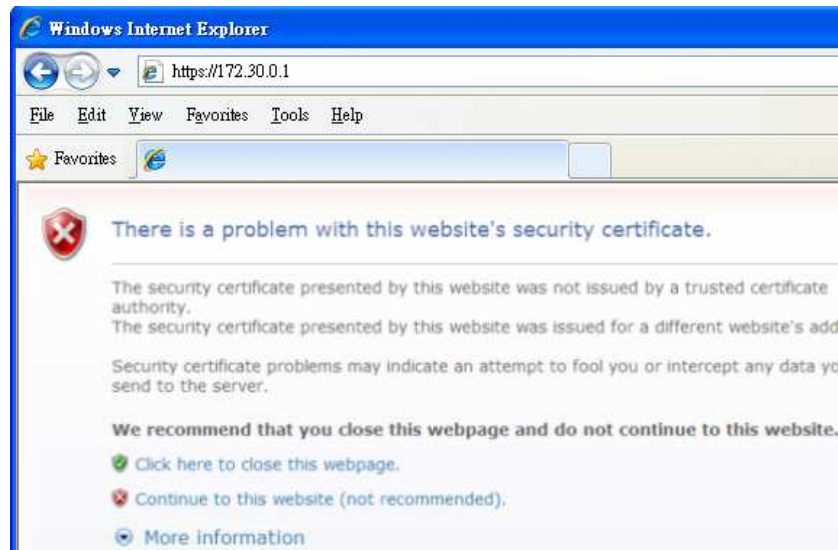 Windows Internet Explorer
https://172.30.0.1
File Edit View Favorites Tools Help
Favorites
There is a problem with this website's security certificate.
The security certificate presented by this website was not issued by a trusted certificate
authority.
The security certificate presented by this website was issued for a different website's add
Security certificate problems may indicate an attempt to fool you or intercept any data yo
send to the server.
We recommend that you close this webpage and do not continue to this website.
Click here to close this webpage.
Continue to this website (not recommended).
More information